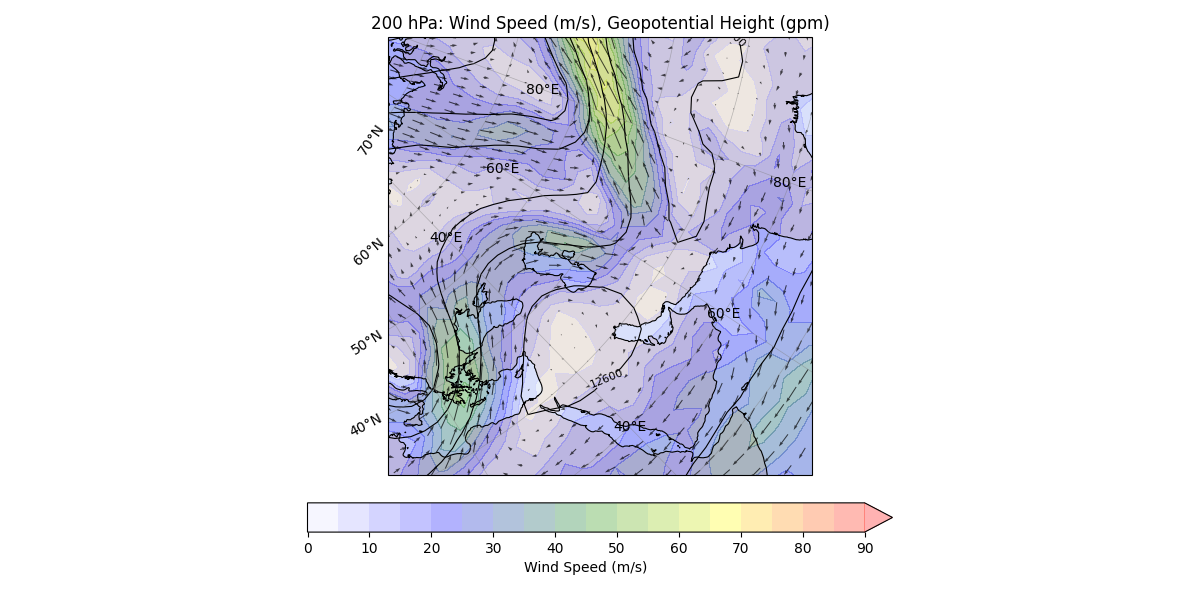 200 hPa: Wind Speed (m/s), Geopotential Height (gpm)
80°E
70°N
60°E
80°E
40°E
60°N
60°E
50°N
12600
40°N
40°E
0 10 20 30 40 50 60 70 80 90
Wind Speed (m/s)